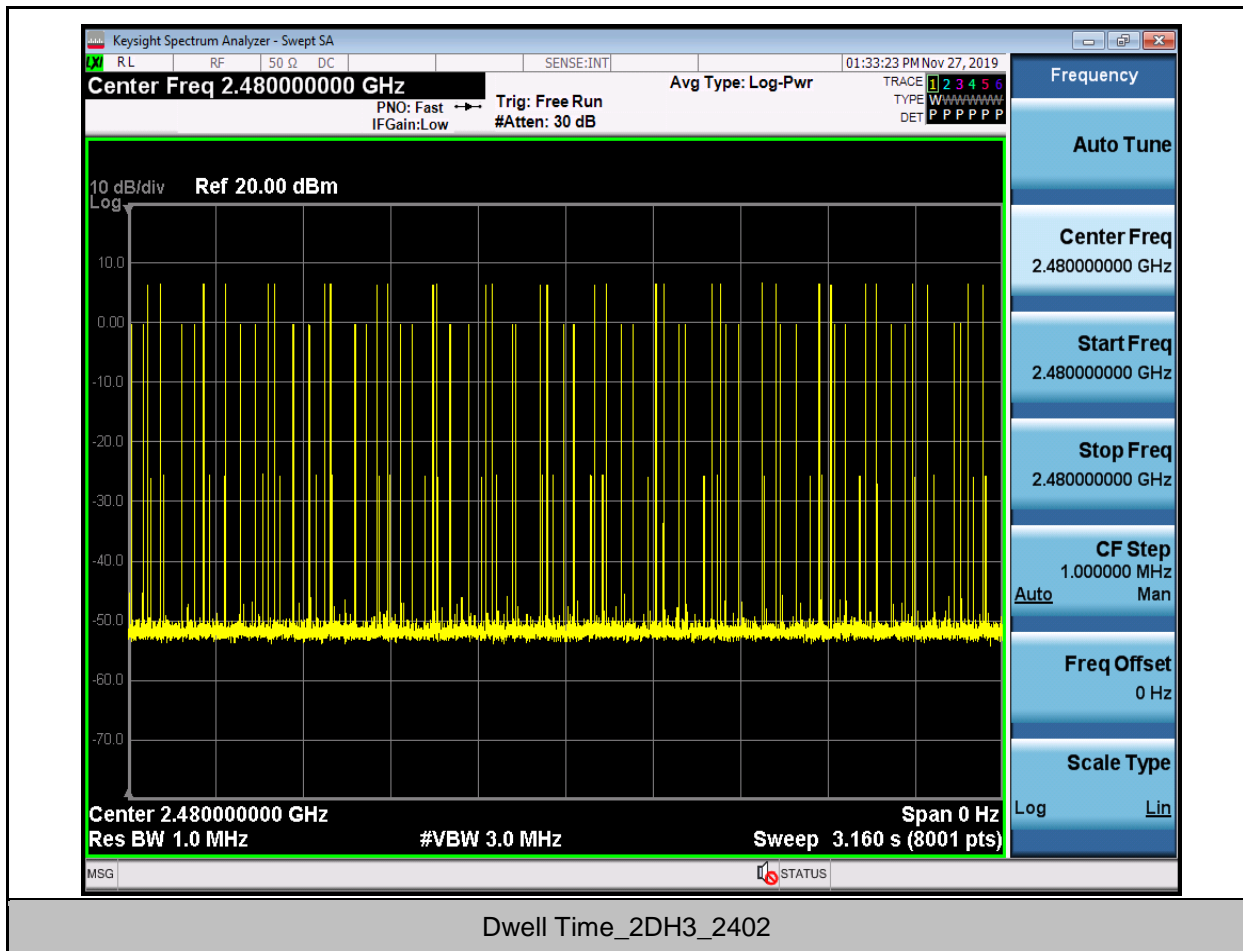 Keysight Spectrum Analyzer - Swept SA
LXI RL RF 50 Ω DC SENSE:INT 01:33:23 PM Nov 27, 2019
Center Freq 2.480000000 GHz
PNO: Fast
IFGain:Low
Trig: Free Run
#Atten: 30 dB
Avg Type: Log-Pwr
TRACE 1 2 3 4 5 6
TYPE WWWWWW
DET P P P P P P
10 dB/div
Log
Ref 20.00 dBm
10.0
0.00
-10.0
-20.0
-30.0
-40.0
-50.0
-60.0
-70.0
Center 2.480000000 GHz
Span 0 Hz
Res BW 1.0 MHz
#VBW 3.0 MHz
Sweep 3.160 s (8001 pts)
MSG
STATUS
Frequency
Auto Tune
Center Freq
2.480000000 GHz
Start Freq
2.480000000 GHz
Stop Freq
2.480000000 GHz
CF Step
1.000000 MHz
Auto Man
Freq Offset
0 Hz
Scale Type
Log Lin
Dwell Time_2DH3_2402